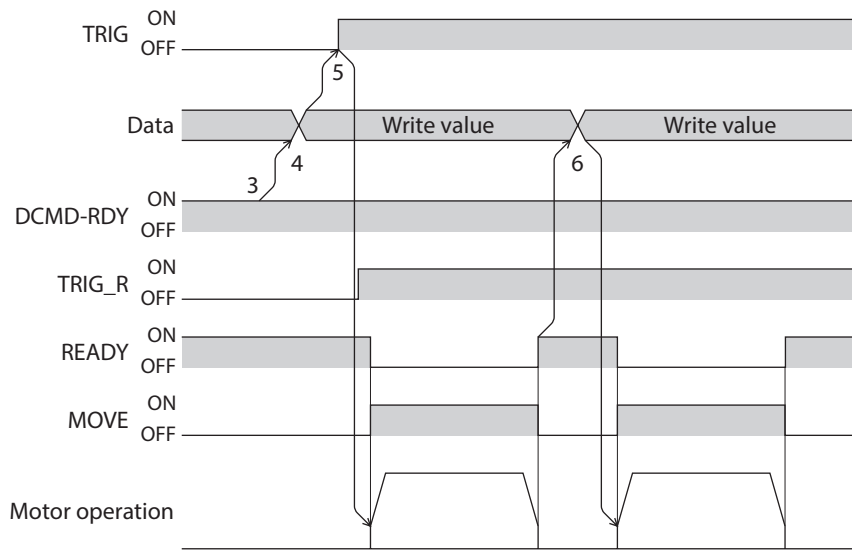 ON
TRIG
OFF
5
Data Write value Write value
4
6
3
ON
DCMD-RDY
OFF
ON
TRIG_R
OFF
ON
READY
OFF
ON
MOVE
OFF
Motor operation